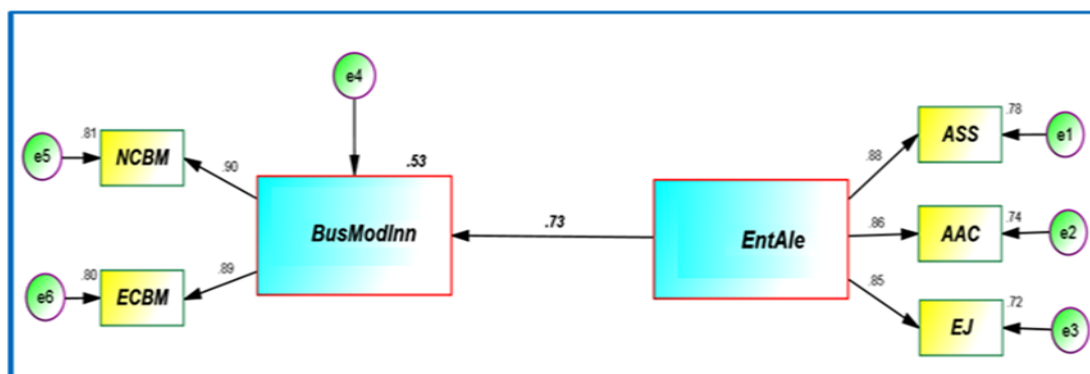 e4
.81
e5
NCBM
.90
.53
BusModInn
.80
e6
ECBM
.89
.73
EntAle
.88
ASS
.78
e1
.86
AAC
.74
e2
.85
EJ
.72
e3